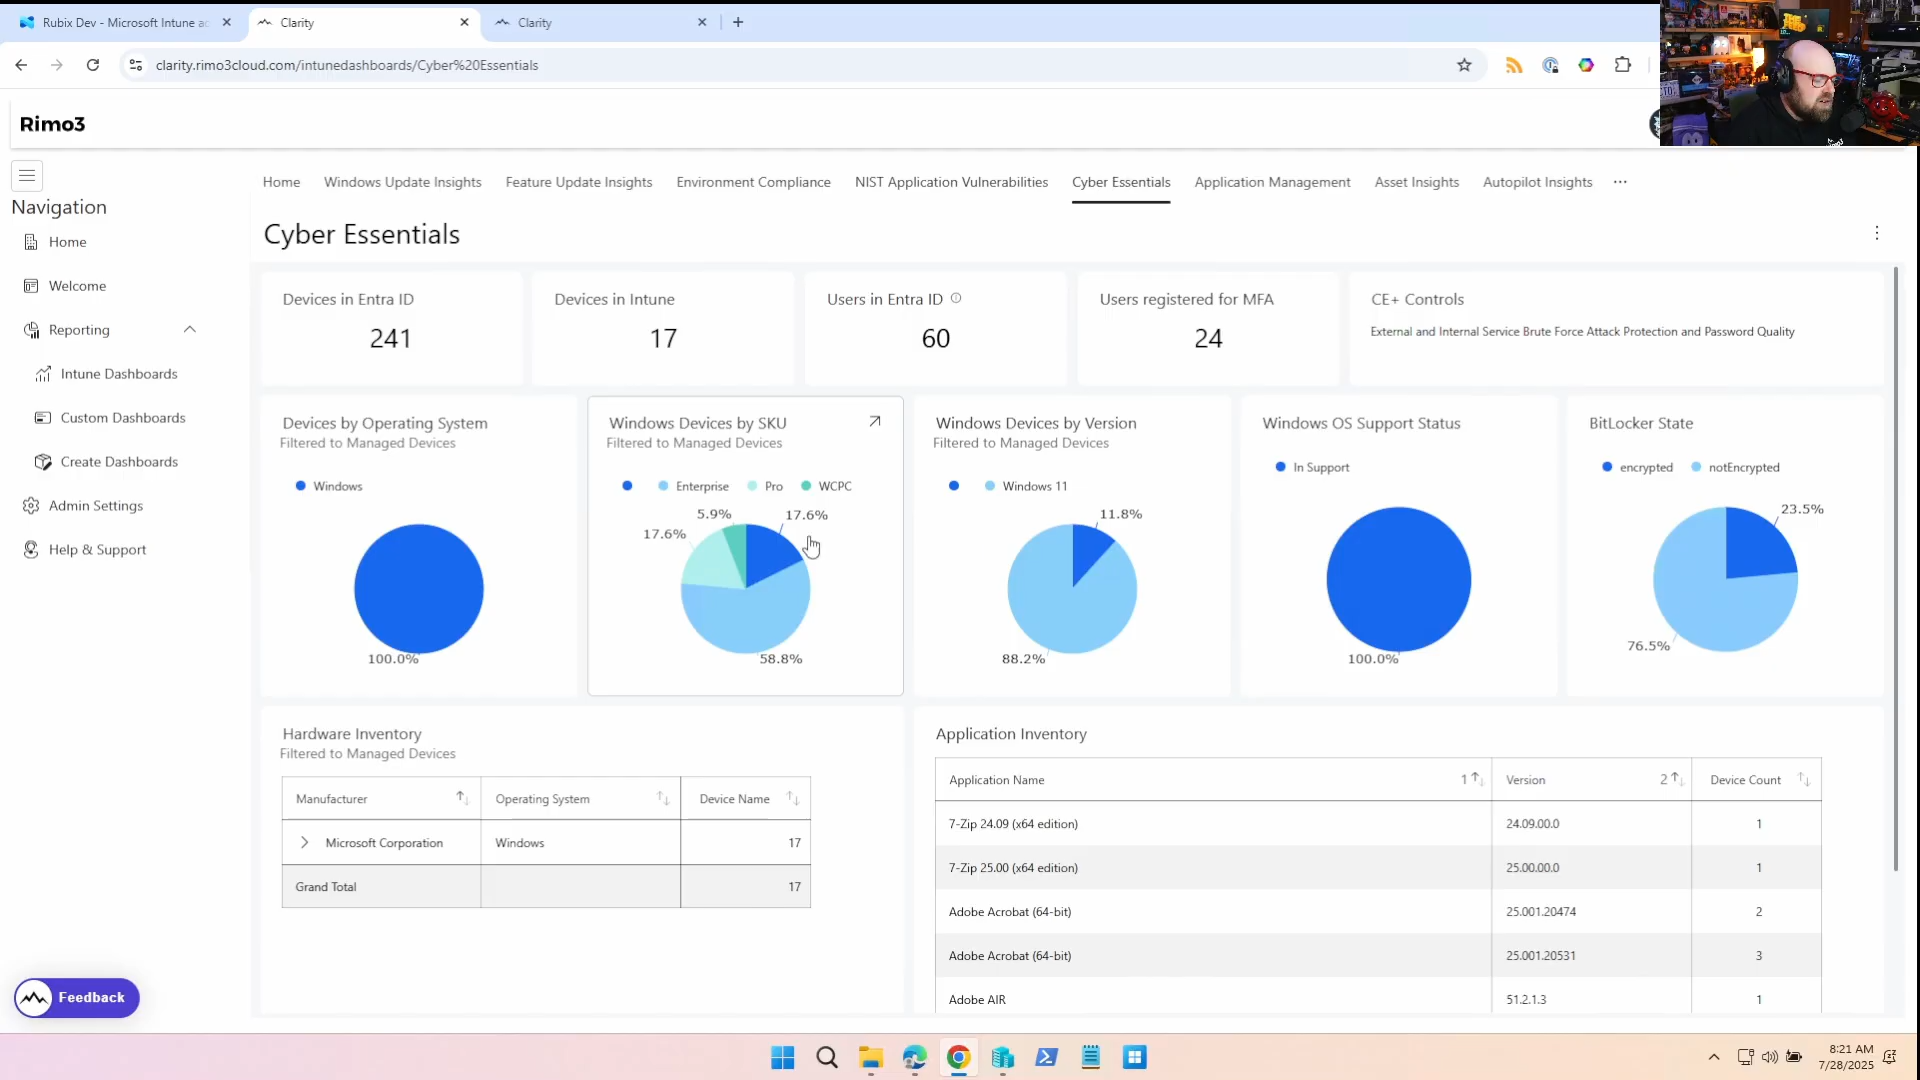 Rubix Dev - Microsoft Intune ac
Clarity
Clarity
clarity.rimo3cloud.com/intunedashboards/Cyber%20Essentials
Rimo3
Navigation
Home
Welcome
Reporting
Intune Dashboards
Custom Dashboards
Create Dashboards
Admin Settings
Help & Support
Feedback
Home Windows Update Insights Feature Update Insights Environment Compliance NIST Application Vulnerabilities Cyber Essentials Application Management Asset Insights Autopilot Insights
Cyber Essentials
Devices in Entra ID
241
Devices in Intune
17
Users in Entra ID
60
Users registered for MFA
24
CE+ Controls
External and Internal Service Brute Force Attack Protection and Password Quality
Devices by Operating System
Filtered to Managed Devices
Windows
100.0%
Windows Devices by SKU
Filtered to Managed Devices
Enterprise Pro WCPC
5.9% 17.6%
17.6%
58.8%
Windows Devices by Version
Filtered to Managed Devices
Windows 11
11.8%
88.2%
Windows OS Support Status
In Support
100.0%
BitLocker State
encrypted notEncrypted
23.5%
76.5%
Hardware Inventory
Filtered to Managed Devices
Manufacturer Operating System Device Name
Microsoft Corporation Windows 17
Grand Total 17
Application Inventory
Application Name 1 Version 2 Device Count
7-Zip 24.09 (x64 edition) 24.09.00.0 1
7-Zip 25.00 (x64 edition) 25.00.00.0 1
Adobe Acrobat (64-bit) 25.001.20474 2
Adobe Acrobat (64-bit) 25.001.20531 3
Adobe AIR 51.2.1.3 1
8:21 AM
7/28/2025